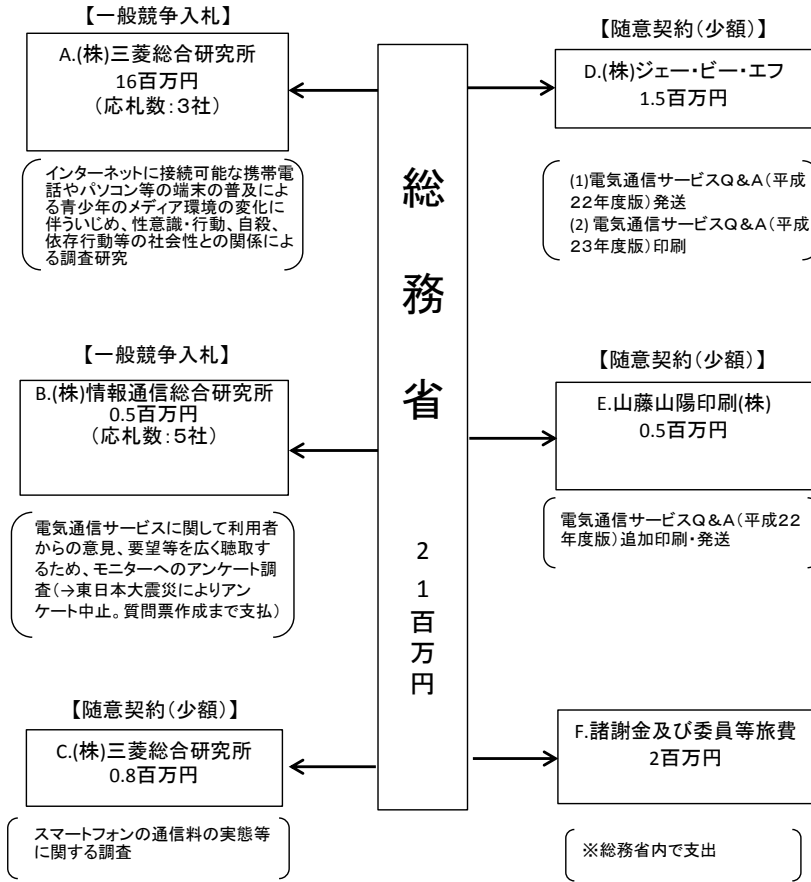 【一般競争入札】
A.(株)三菱総合研究所
16百万円
(応札数:3社)
インターネットに接続可能な携帯電
話やパソコン等の端末の普及によ
る青少年のメディア環境の変化に
伴ういじめ、性意識・行動、自殺、
依存行動等の社会性との関係によ
る調査研究
【一般競争入札】
B.(株)情報通信総合研究所
0.5百万円
(応札数:5社)
電気通信サービスに関して利用者
からの意見、要望等を広く聴取す
るため、モニターへのアンケート調
査(→東日本大震災によりアン
ケート中止。質問票作成まで支払)
【随意契約(少額)】
C.(株)三菱総合研究所
0.8百万円
スマートフォンの通信料の実態等
に関する調査
総務省
21百万円
【随意契約(少額)】
D.(株)ジェー・ビー・エフ
1.5百万円
(1)電気通信サービスQ&A(平成
22年度版)発送
(2)電気通信サービスQ&A(平成
23年度版)印刷
【随意契約(少額)】
E.山藤山陽印刷(株)
0.5百万円
電気通信サービスQ&A(平成22
年度版)追加印刷・発送
F.諸謝金及び委員等旅費
2百万円
※総務省内で支出